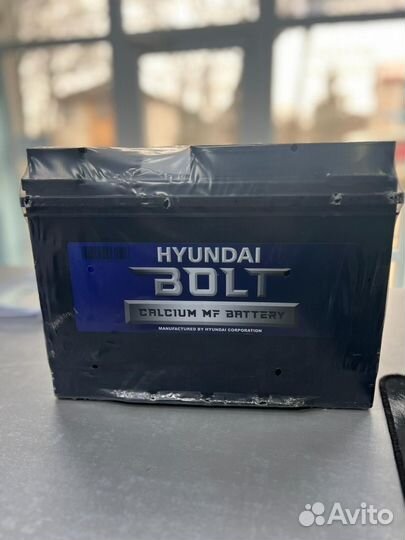 HYUNDAI
BOLT
CALCIUM MF BATTERY
MANUFACTURED BY HYUNDAI CORPORATION
Avito